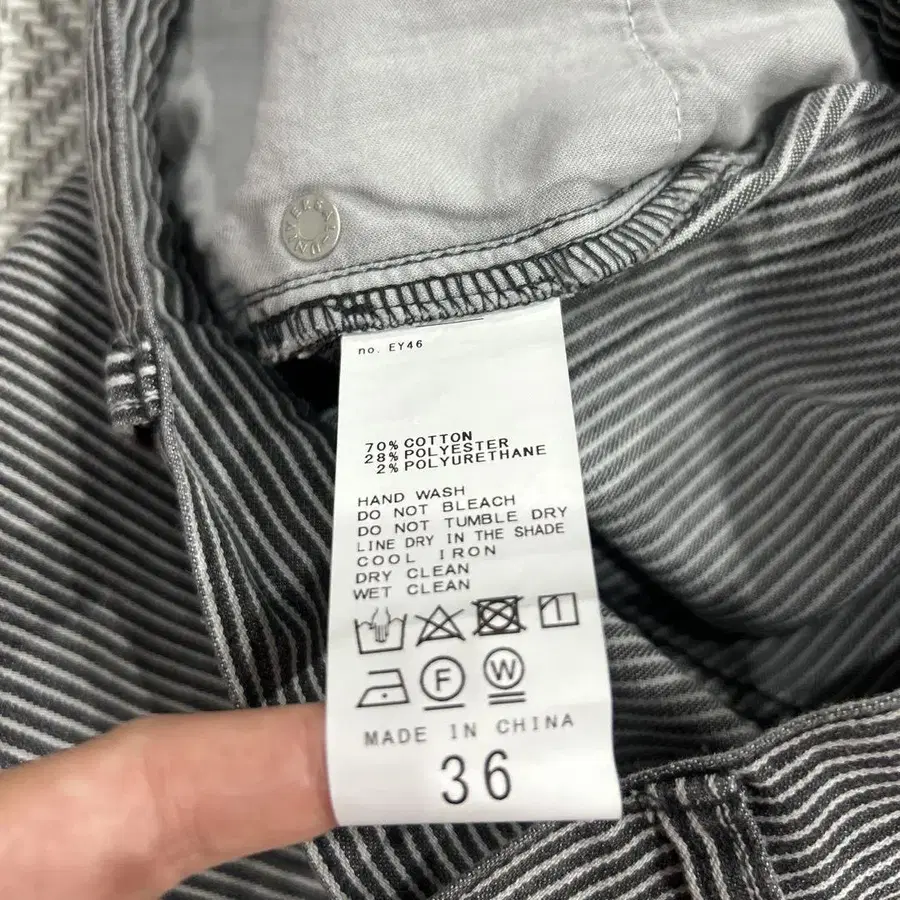 no. EY46
70% COTTON
28% POLYESTER
2% POLYURETHANE
HAND WASH
DO NOT BLEACH
DO NOT TUMBLE DRY
LINE DRY IN THE SHADE
COOL IRON
DRY CLEAN
WET CLEAN
F W
MADE IN CHINA
36